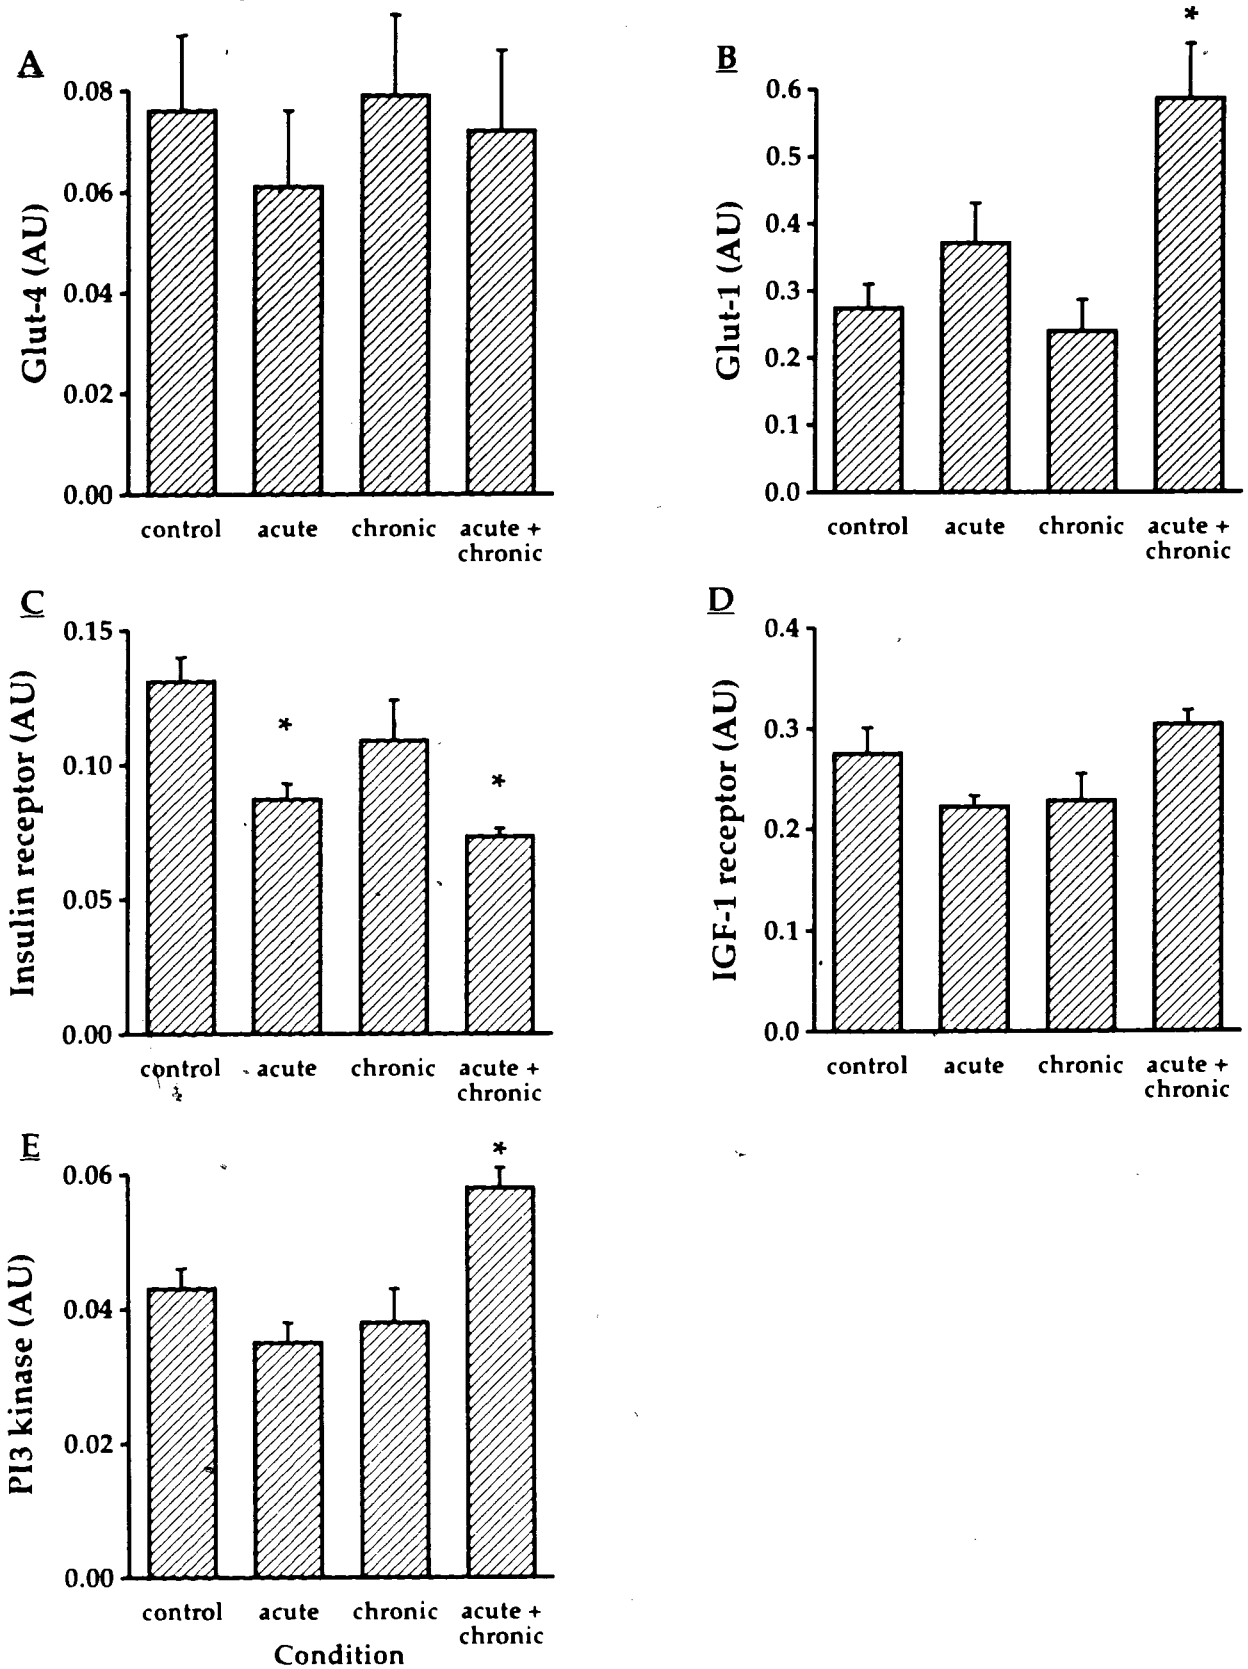 A
Glut-4 (AU)
0.08
0.06
0.04
0.02
0.00
control acute chronic acute +
chronic
B
*
Glut-1 (AU)
0.6
0.5
0.4
0.3
0.2
0.1
0.0
control acute chronic acute +
chronic
C
Insulin receptor (AU)
0.15
0.10
0.05
0.00
*
*
control acute chronic acute +
chronic
D
IGF-1 receptor (AU)
0.4
0.3
0.2
0.1
0.0
control acute chronic acute +
chronic
E
*
PI3 kinase (AU)
0.06
0.04
0.02
0.00
control acute chronic acute +
chronic
Condition